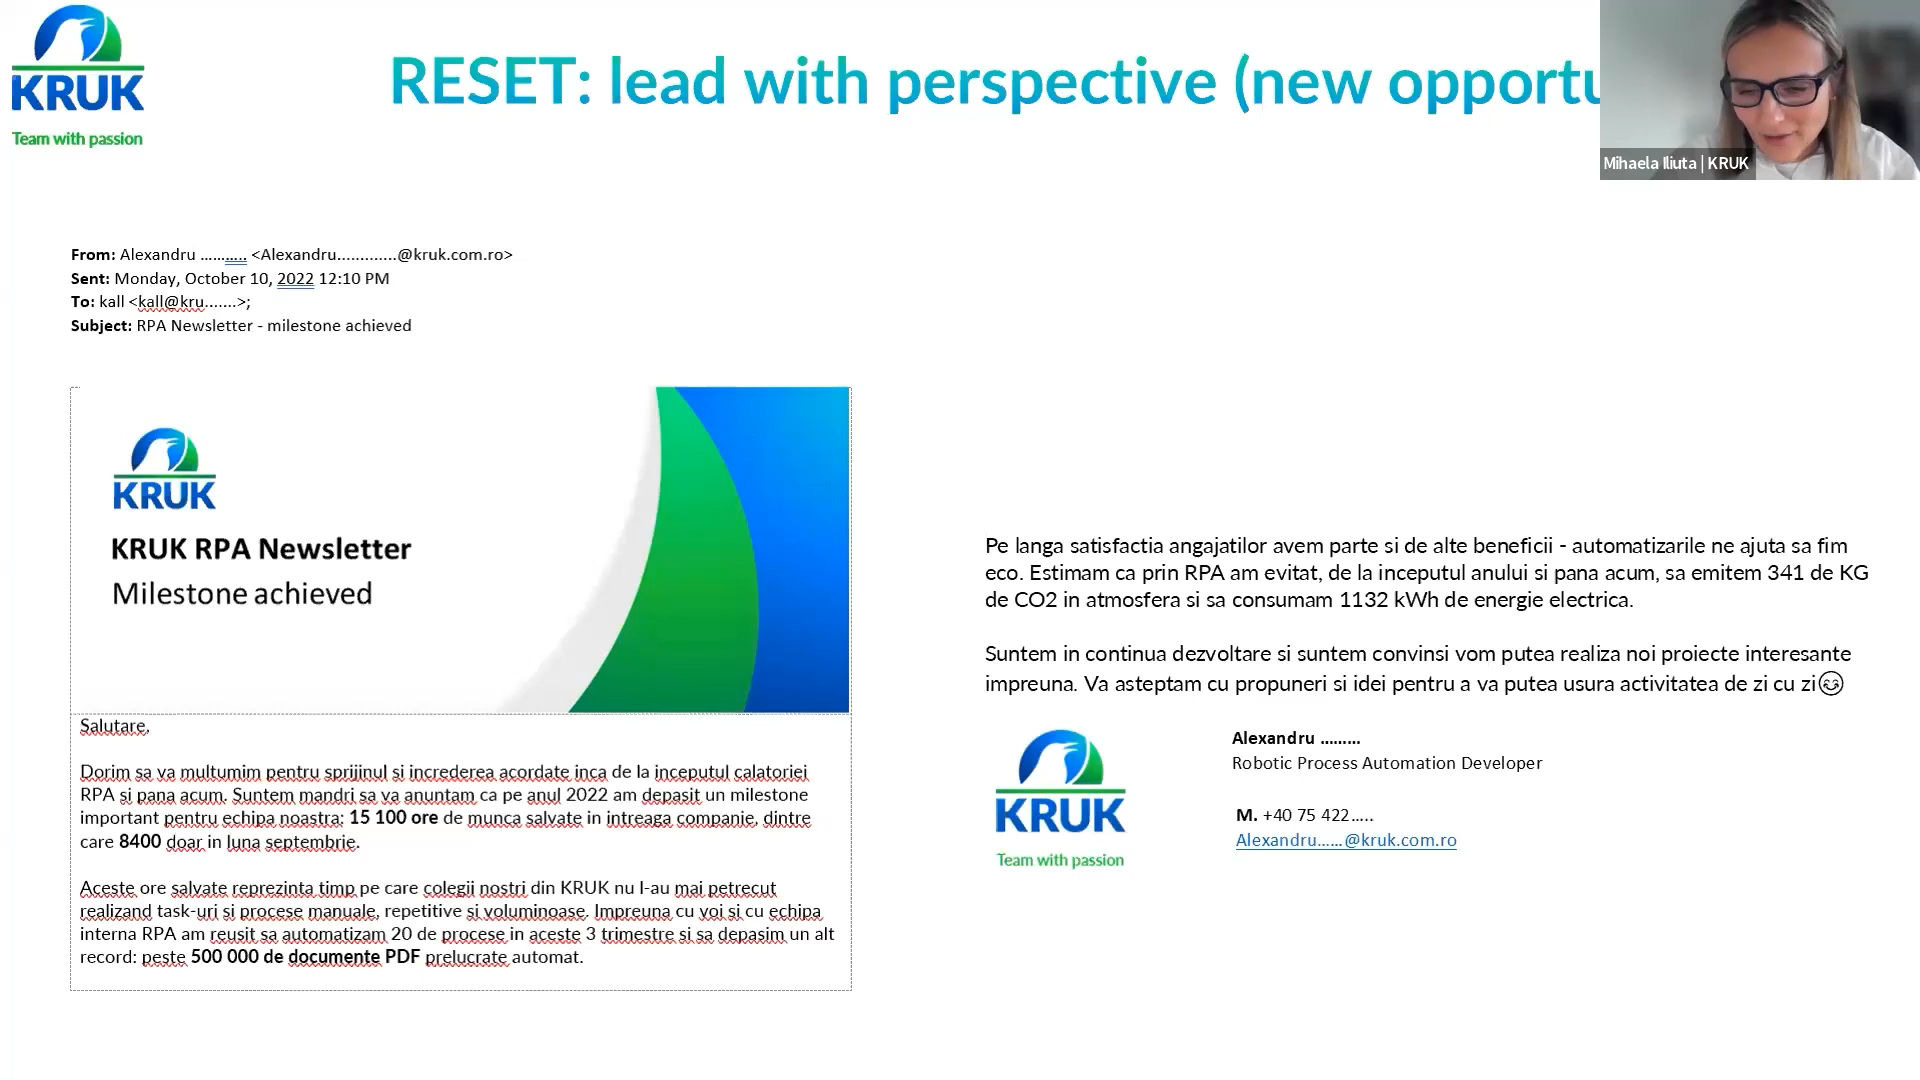 KRUK
Team with passion
RESET: lead with perspective (new opportu
Mihaela Iliuta | KRUK
From: Alexandru ........... <Alexandru.............@kruk.com.ro>
Sent: Monday, October 10, 2022 12:10 PM
To: kall <kall@kru.......>;
Subject: RPA Newsletter - milestone achieved
KRUK
KRUK RPA Newsletter
Milestone achieved
Salutare,
Dorim sa va multumim pentru sprijinul si increderea acordate inca de la inceputul calatoriei
RPA si pana acum. Suntem mandri sa va anuntam ca pe anul 2022 am depasit un milestone
important pentru echipa noastra: 15 100 ore de munca salvate in intreaga companie, dintre
care 8400 doar in luna septembrie.
Aceste ore salvate reprezinta timp pe care colegii nostri din KRUK nu l-au mai petrecut
realizand task-uri si procese manuale, repetitive si voluminoase. Impreuna cu voi si cu echipa
interna RPA am reusit sa automatizam 20 de procese in aceste 3 trimestre si sa depasim un alt
record: peste 500 000 de documente PDF prelucrate automat.
Pe langa satisfactia angajatilor avem parte si de alte beneficii - automatizarile ne ajuta sa fim
eco. Estimam ca prin RPA am evitat, de la inceputul anului si pana acum, sa emitem 341 de KG
de CO2 in atmosfera si sa consumam 1132 kWh de energie electrica.
Suntem in continua dezvoltare si suntem convinsi vom putea realiza noi proiecte interesante
impreuna. Va asteptam cu propuneri si idei pentru a va putea usura activitatea de zi cu zi😊
KRUK
Team with passion
Alexandru .........
Robotic Process Automation Developer
M. +40 75 422.....
Alexandru......@kruk.com.ro